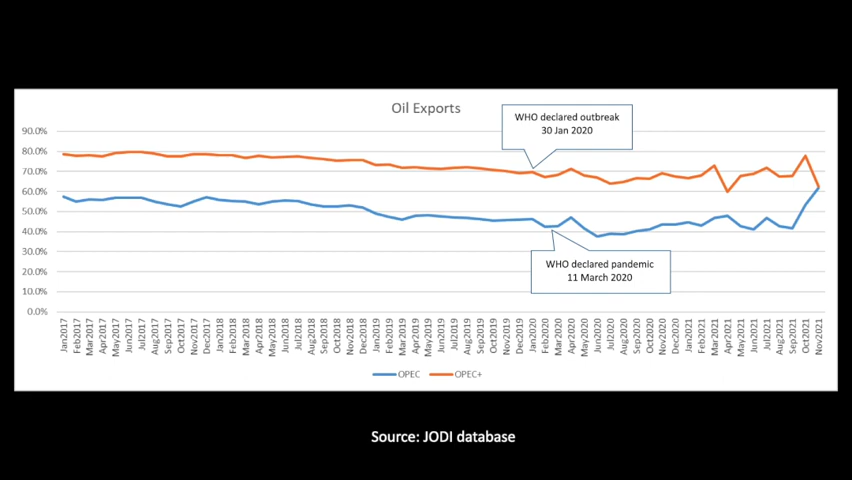 Oil Exports
WHO declared outbreak
30 Jan 2020
90.0%
80.0%
70.0%
60.0%
50.0%
40.0%
30.0%
20.0%
10.0%
0.0%
WHO declared pandemic
11 March 2020
Jan2017
Feb2017
Mar2017
Apr2017
May2017
Jun2017
Jul2017
Aug2017
Sep2017
Oct2017
Nov2017
Dec2017
Jan2018
Feb2018
Mar2018
Apr2018
May2018
Jun2018
Jul2018
Aug2018
Sep2018
Oct2018
Nov2018
Dec2018
Jan2019
Feb2019
Mar2019
Apr2019
May2019
Jun2019
Jul2019
Aug2019
Sep2019
Oct2019
Nov2019
Dec2019
Jan2020
Feb2020
Mar2020
Apr2020
May2020
Jun2020
Jul2020
Aug2020
Sep2020
Oct2020
Nov2020
Dec2020
Jan2021
Feb2021
Mar2021
Apr2021
May2021
Jun2021
Jul2021
Aug2021
Sep2021
Oct2021
Nov2021
OPEC OPEC+
Source: JODI database